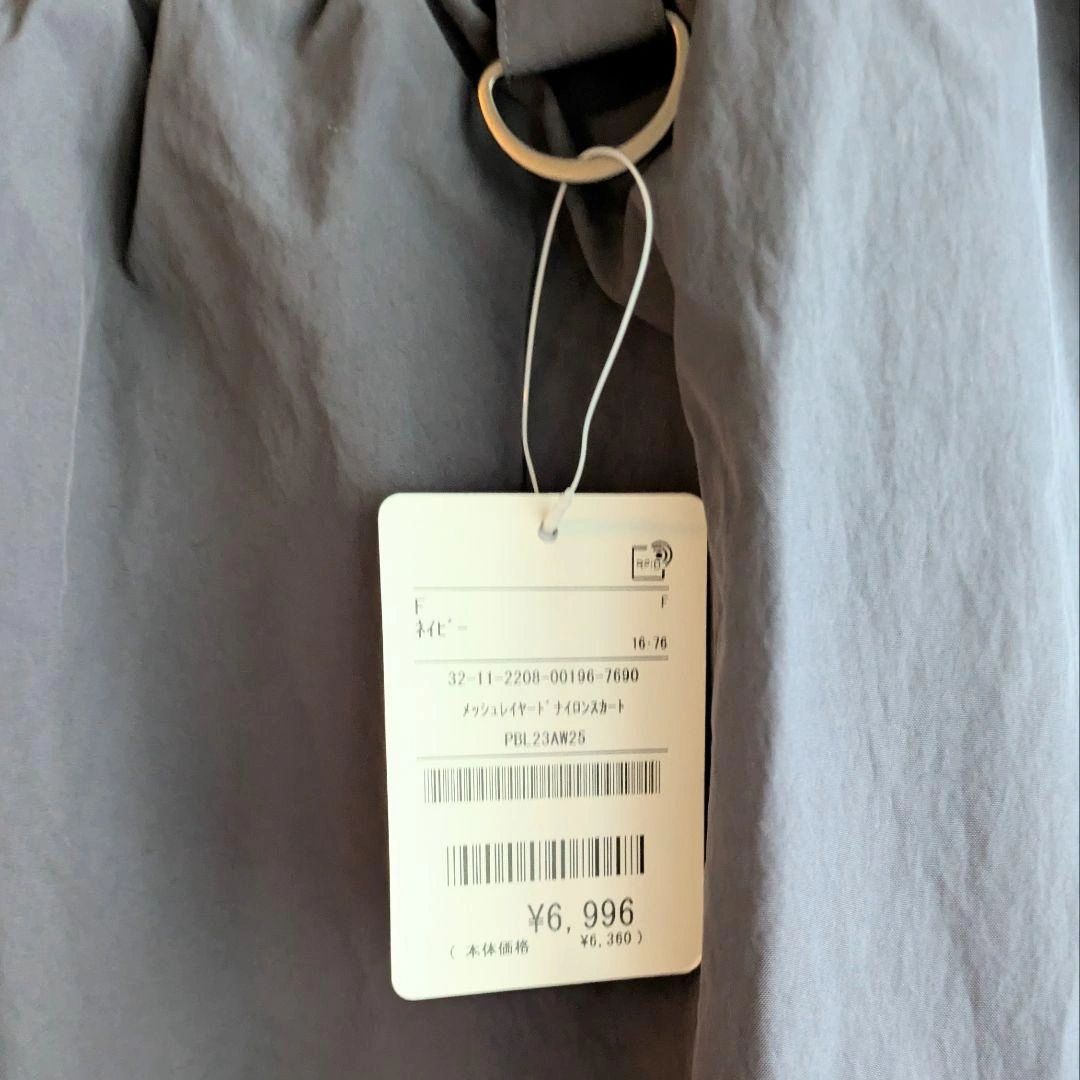 RFID
F F
ネイビー
16-76
32-11-2208-00196-7690
メッシュレイヤードナイロンスカート
PBL23AW25
¥6,996
( 本体価格 ¥6,360 )